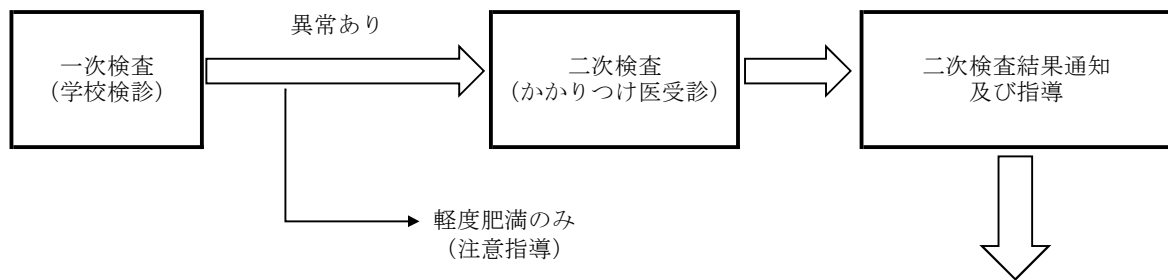 異常あり
一次検査
(学校検診)
二次検査
(かかりつけ医受診)
二次検査結果通知
及び指導
軽度肥満のみ
(注意指導)